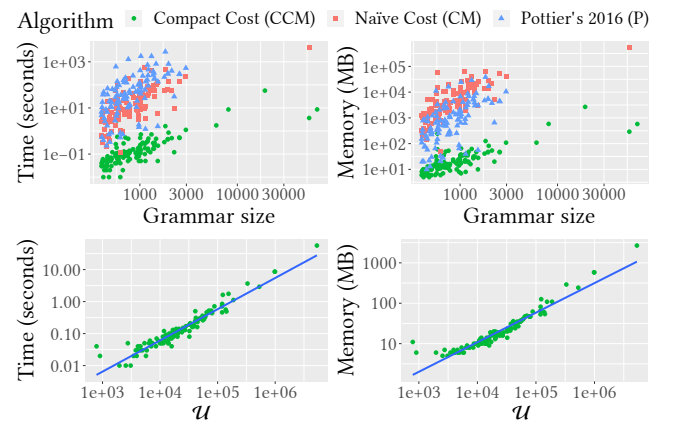 Algorithm Compact Cost (CCM) Naïve Cost (CM) Pottier's 2016 (P)
Time (seconds)
1e+03
1e+01
1e−01
1000 3000 10000 30000
Grammar size
Memory (MB)
1e+05
1e+04
1e+03
1e+02
1e+01
1000 3000 10000 30000
Grammar size
Time (seconds)
10.00
1.00
0.10
0.01
1e+03 1e+04 1e+05 1e+06
𝒰
Memory (MB)
1000
100
10
1e+03 1e+04 1e+05 1e+06
𝒰